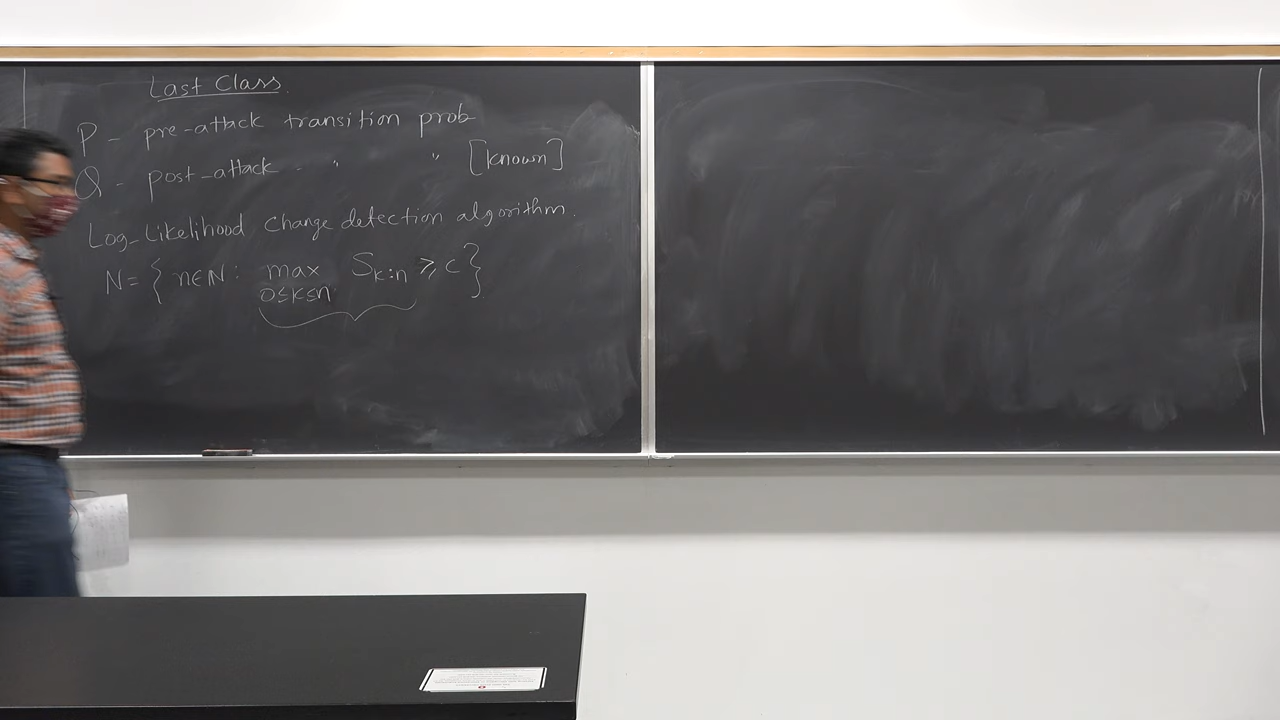 Last Class.
P - pre-attack transition prob
Q - post-attack " " [known]
Log-Likelihood change detection algorithm.
N = { n∈N : max S_{k:n} ≥ c }
0≤k≤n